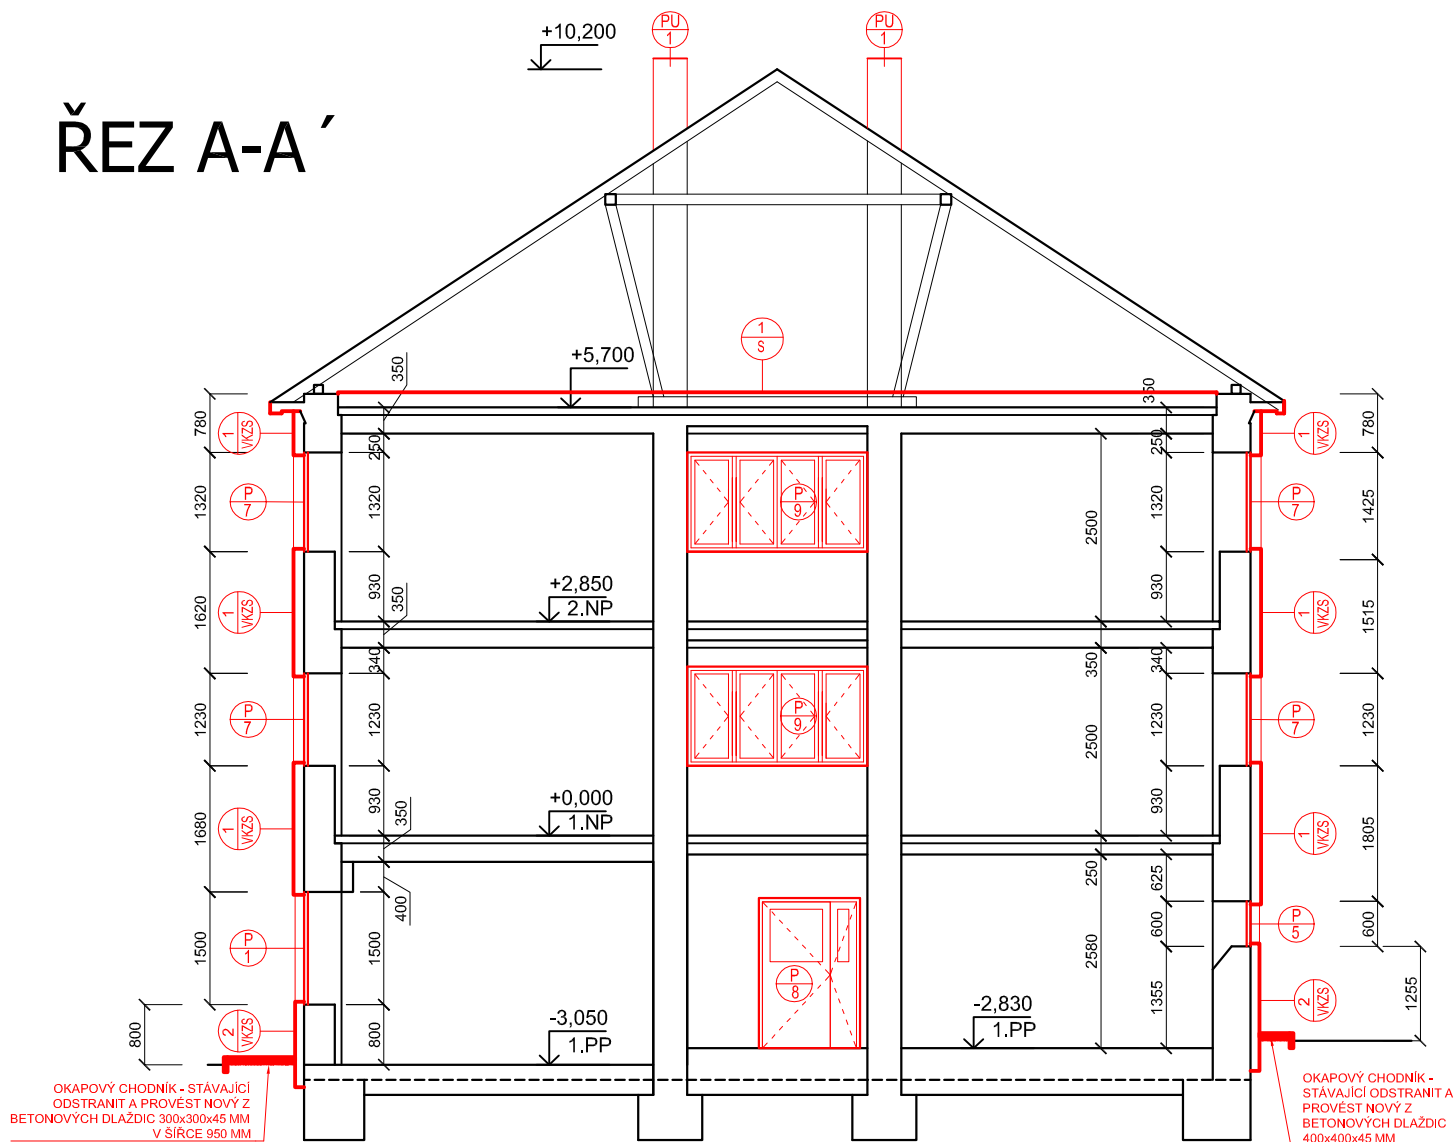 ŘEZ A-A´
+10,200
PU
1
PU
1
1
S
+5,700
350
350
780
1
VKZS
250
250
1
VKZS
780
1320
P
7
1320
P
9
2500
1320
P
7
1425
930
+2,850
2.NP
350
930
1620
1
VKZS
1
VKZS
1515
340
350
340
1230
P
7
1230
P
9
2500
1230
P
7
1230
930
+0,000
1.NP
350
930
1680
1
VKZS
1
VKZS
1805
400
250
625
1500
P
1
1500
P
8
2580
600
P
5
600
1355
1255
800
2
VKZS
800
-3,050
1.PP
-2,830
1.PP
2
VKZS
OKAPOVÝ CHODNÍK - STÁVAJÍCÍ
ODSTRANIT A PROVÉST NOVÝ Z
BETONOVÝCH DLAŽDIC 300x300x45 MM
V ŠÍŘCE 950 MM
OKAPOVÝ CHODNÍK -
STÁVAJÍCÍ ODSTRANIT A
PROVÉST NOVÝ Z
BETONOVÝCH DLAŽDIC
400x400x45 MM